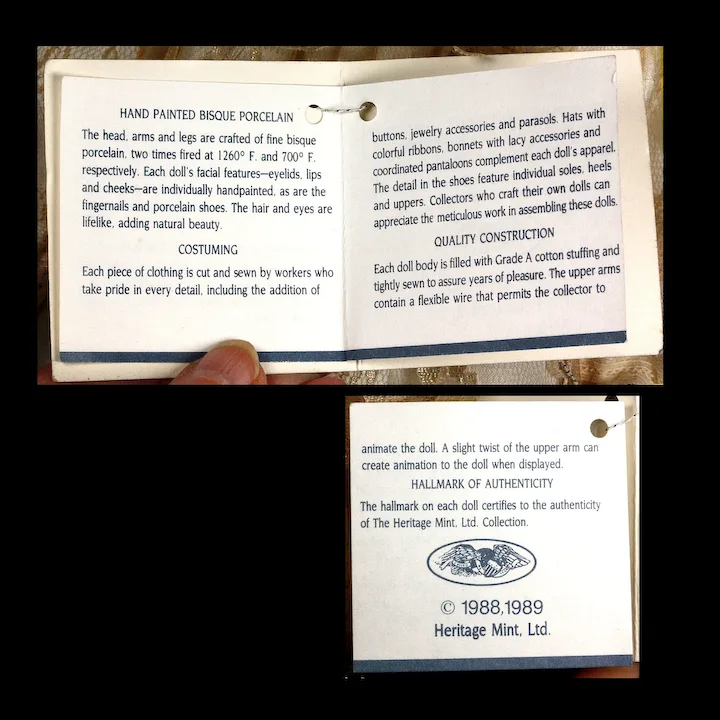 HAND PAINTED BISQUE PORCELAIN
The head, arms and legs are crafted of fine bisque
porcelain, two times fired at 1260° F. and 700° F.
respectively. Each doll's facial features—eyelids, lips
and cheeks—are individually handpainted, as are the
fingernails and porcelain shoes. The hair and eyes are
lifelike, adding natural beauty.
COSTUMING
Each piece of clothing is cut and sewn by workers who
take pride in every detail, including the addition of
buttons, jewelry accessories and parasols. Hats with
colorful ribbons, bonnets with lacy accessories and
coordinated pantaloons complement each doll's apparel.
The detail in the shoes feature individual soles, heels
and uppers. Collectors who craft their own dolls can
appreciate the meticulous work in assembling these dolls.
QUALITY CONSTRUCTION
Each doll body is filled with Grade A cotton stuffing and
tightly sewn to assure years of pleasure. The upper arms
contain a flexible wire that permits the collector to
animate the doll. A slight twist of the upper arm can
create animation to the doll when displayed.
HALLMARK OF AUTHENTICITY
The hallmark on each doll certifies to the authenticity
of The Heritage Mint, Ltd. Collection.
© 1988,1989
Heritage Mint, Ltd.